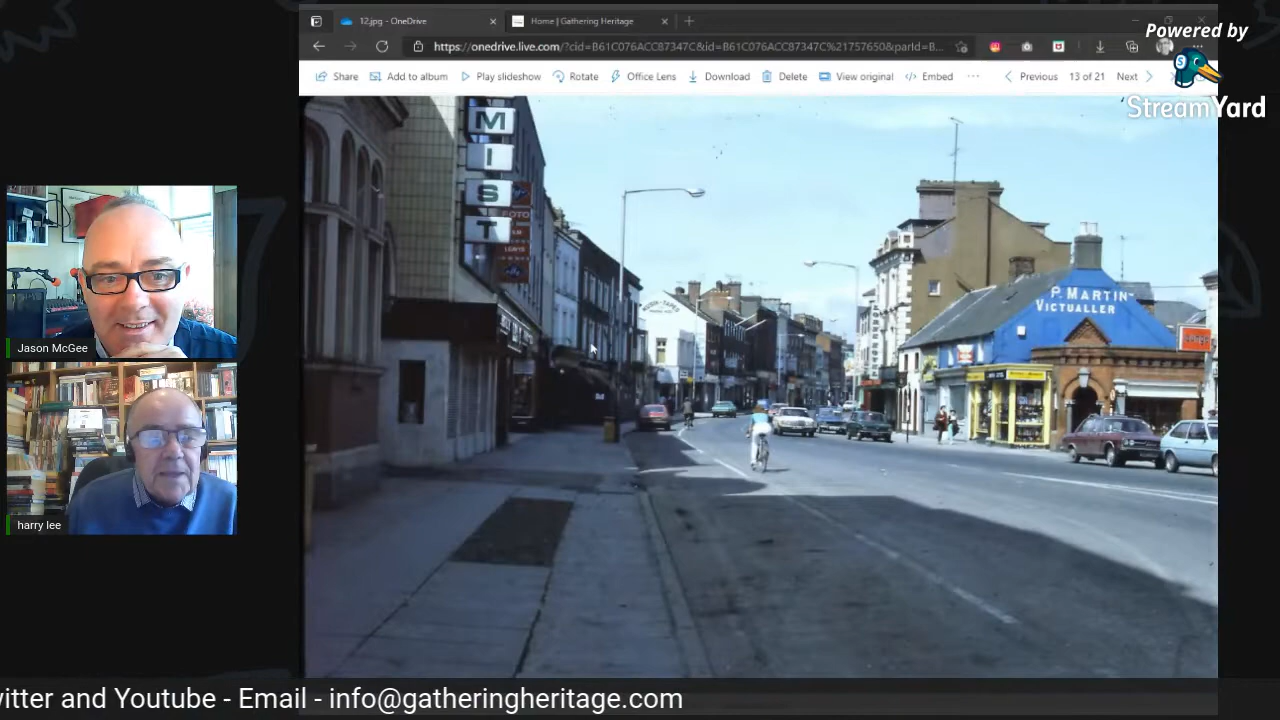 12.jpg - OneDrive
Home | Gathering Heritage
https://onedrive.live.com/?cid=B61C076ACC87347C&id=B61C076ACC87347C%21757650&parId=B...
Share
Add to album
Play slideshow
Rotate
Office Lens
Download
Delete
View original
Embed
Previous
13 of 21
Next
Powered by
StreamYard
M
I
S
T
FOTO
P. MARTIN
VICTUALLER
Jason McGee
harry lee
witter and Youtube - Email - info@gatheringheritage.com